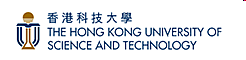 香港科技大學
THE HONG KONG UNIVERSITY OF
SCIENCE AND TECHNOLOGY